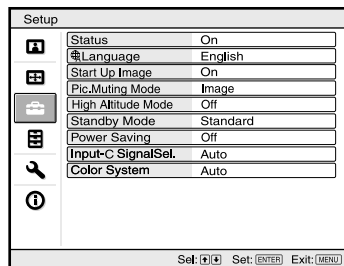 Setup
Status On
Language English
Start Up Image On
Pic.Muting Mode Image
High Altitude Mode Off
Standby Mode Standard
Power Saving Off
Input-C SignalSel. Auto
Color System Auto
Sel: Set: ENTER Exit: MENU